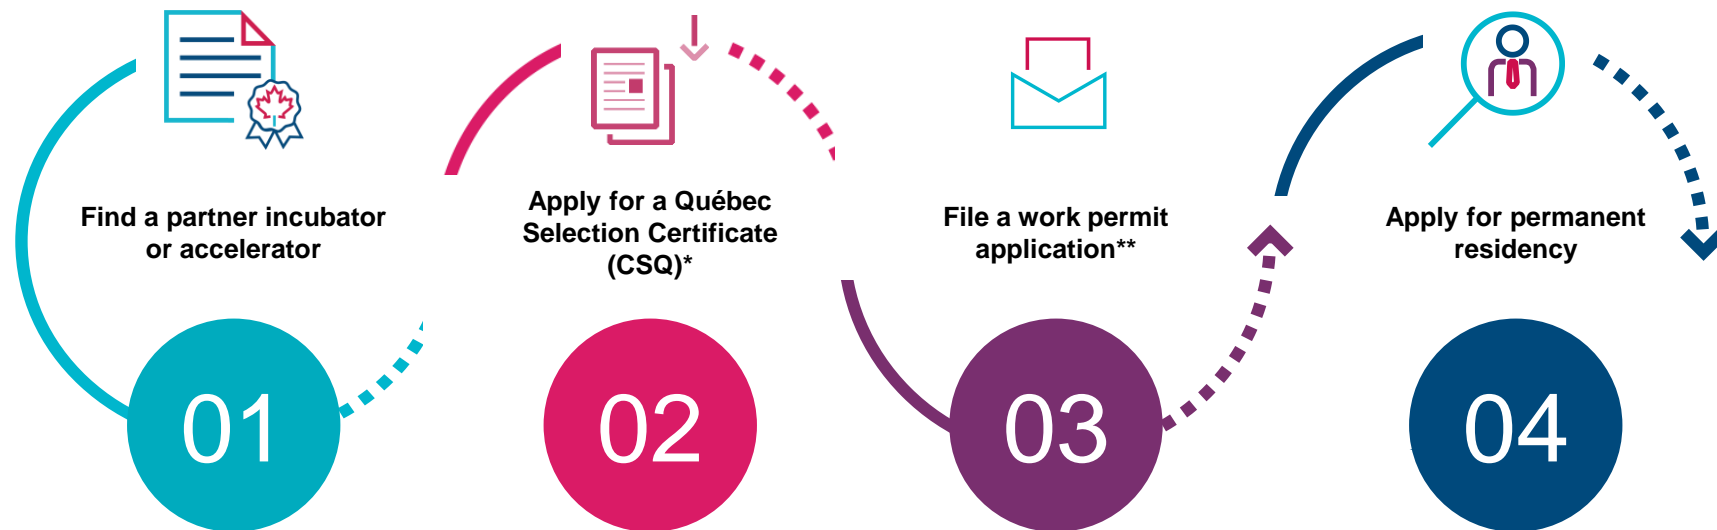 Find a partner incubator
or accelerator
01
Apply for a Québec
Selection Certificate
(CSQ)*
02
File a work permit
application**
03
Apply for permanent
residency
04